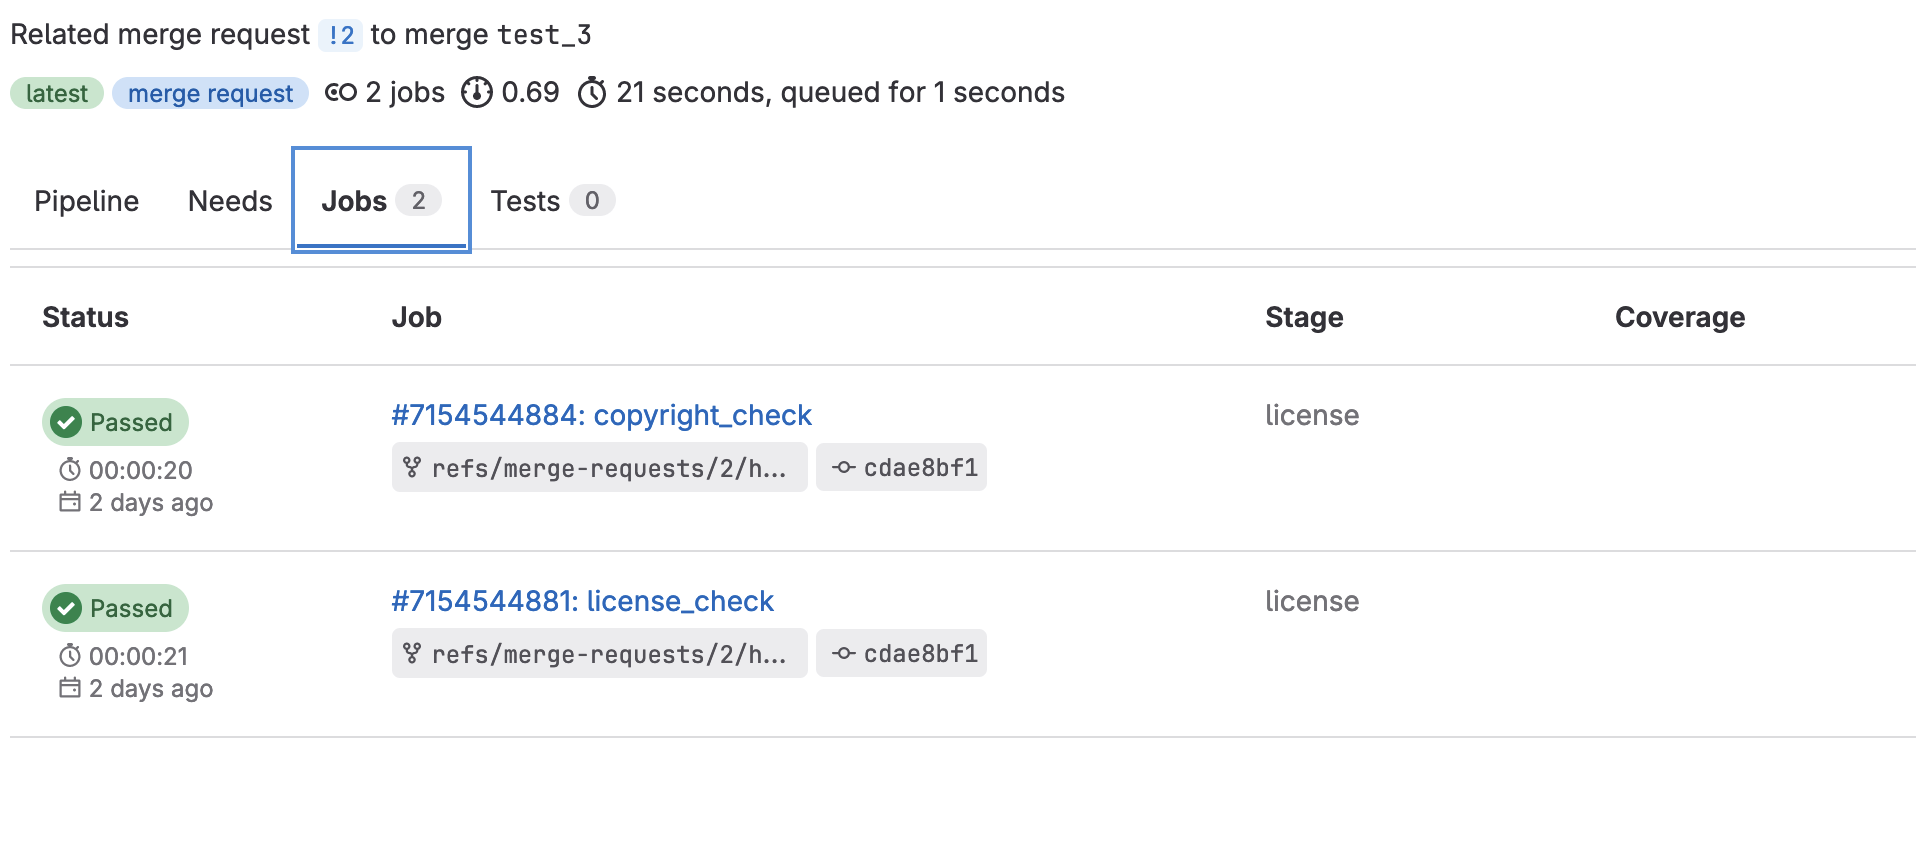 Related merge request !2 to merge test_3
latest merge request 2 jobs 0.69 21 seconds, queued for 1 seconds
Pipeline Needs Jobs 2 Tests 0
Status Job Stage Coverage
Passed #7154544884: copyright_check license
refs/merge-requests/2/h... cdae8bf1
00:00:20
2 days ago
Passed #7154544881: license_check license
refs/merge-requests/2/h... cdae8bf1
00:00:21
2 days ago